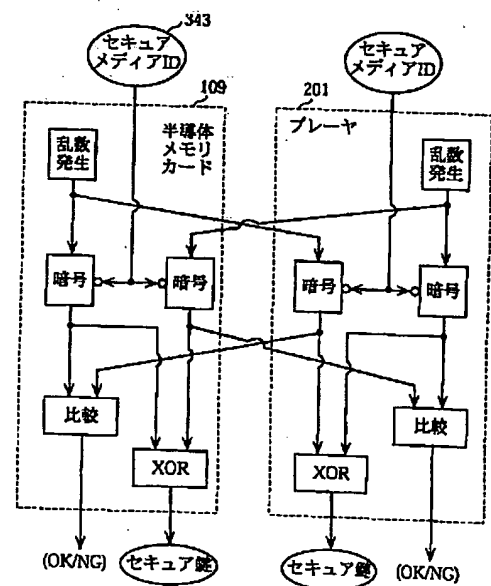 343
セキュア
メディアID
セキュア
メディアID
109
半導体
メモリ
カード
201
プレーヤ
乱数
発生
乱数
発生
暗号
暗号
暗号
暗号
比較
XOR
XOR
比較
(OK/NG)
セキュア鍵
セキュア鍵
(OK/NG)